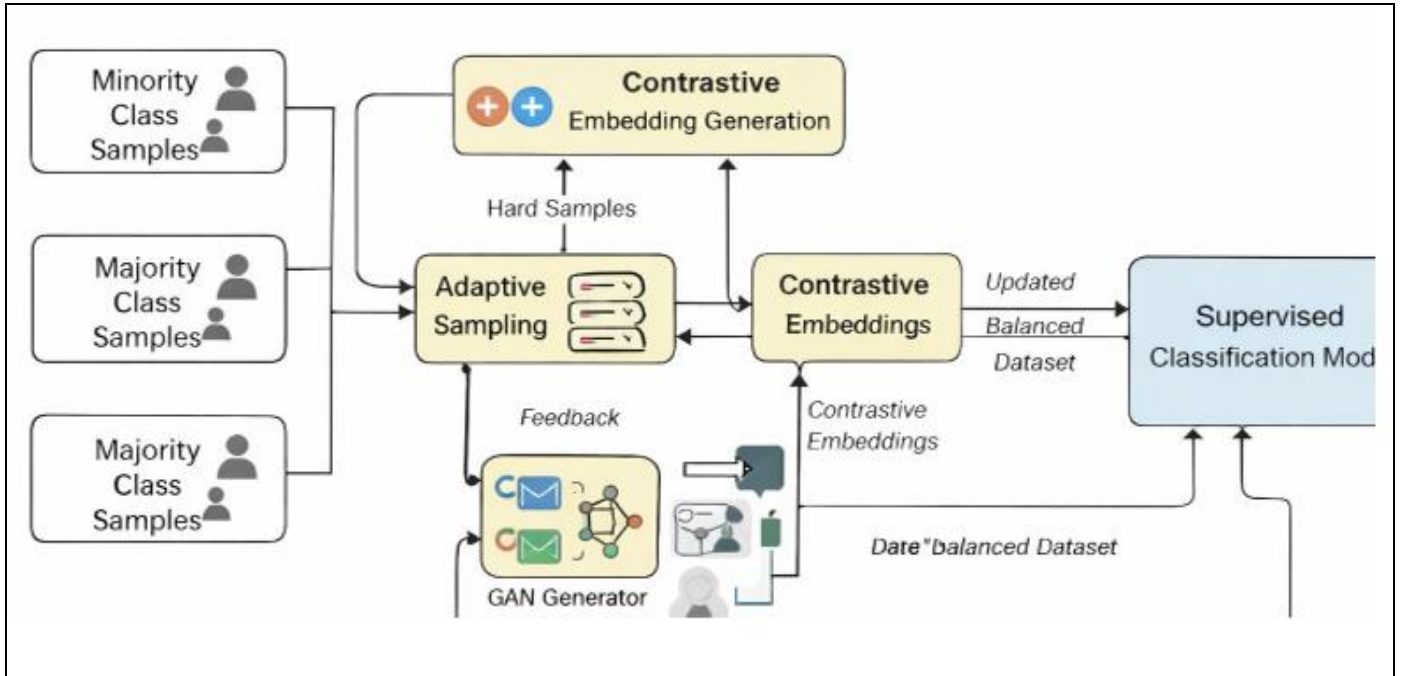 Minority
Class
Samples
Contrastive
Embedding Generation
Hard Samples
Majority
Class
Samples
Adaptive
Sampling
Contrastive
Embeddings
Updated
Balanced
Dataset
Supervised
Classification Mod
Majority
Class
Samples
Feedback
Contrastive
Embeddings
GAN Generator
Date"balanced Dataset